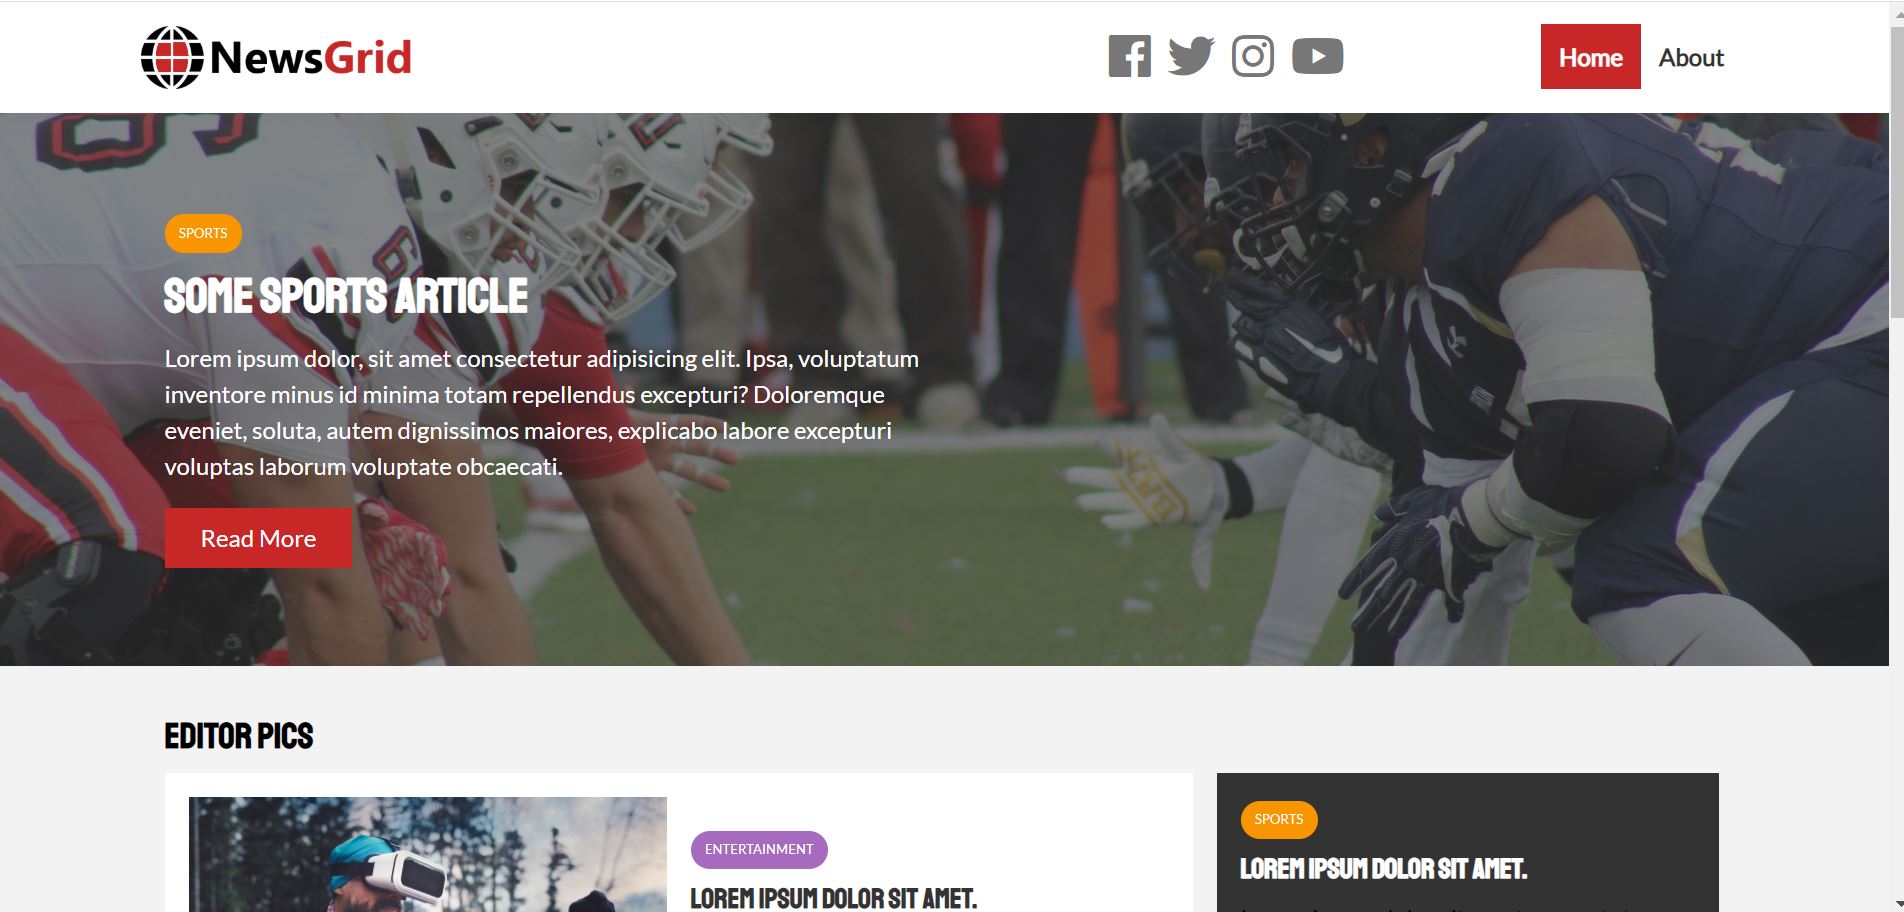 NewsGrid
Home
About
SPORTS
SOME SPORTS ARTICLE
Lorem ipsum dolor, sit amet consectetur adipisicing elit. Ipsa, voluptatum
inventore minus id minima totam repellendus excepturi? Doloremque
eveniet, soluta, autem dignissimos maiores, explicabo labore excepturi
voluptas laborum voluptate obcaecati.
Read More
EDITOR PICS
ENTERTAINMENT
LOREM IPSUM DOLOR SIT AMET.
SPORTS
LOREM IPSUM DOLOR SIT AMET.